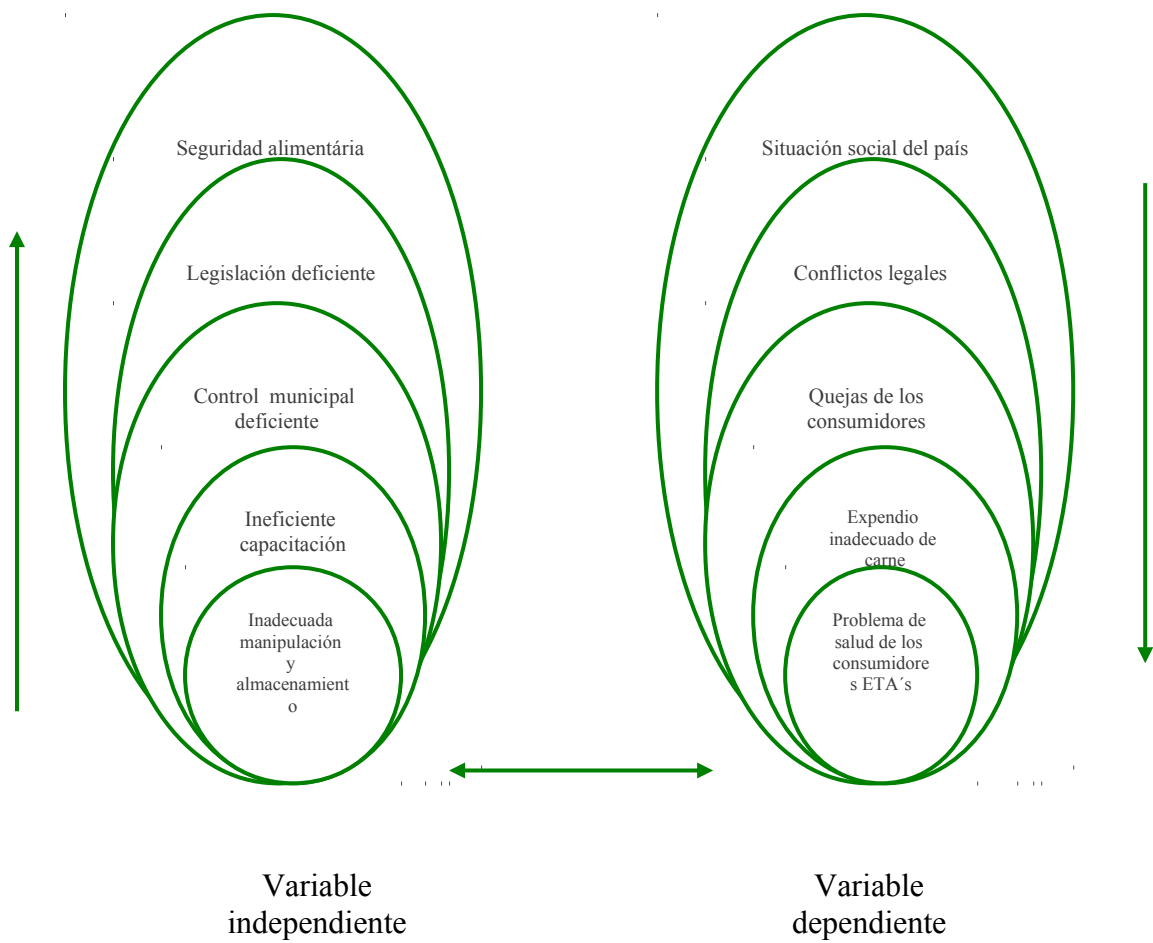 Seguridad alimentária
Legislación deficiente
Control municipal
deficiente
Ineficiente
capacitación
Inadecuada
manipulación
y
almacenamient
o
Situación social del país
Conflictos legales
Quejas de los
consumidores
Expendio
inadecuado de
carne
Problema de
salud de los
consumidore
s ETA´s
Variable
independiente
Variable
dependiente